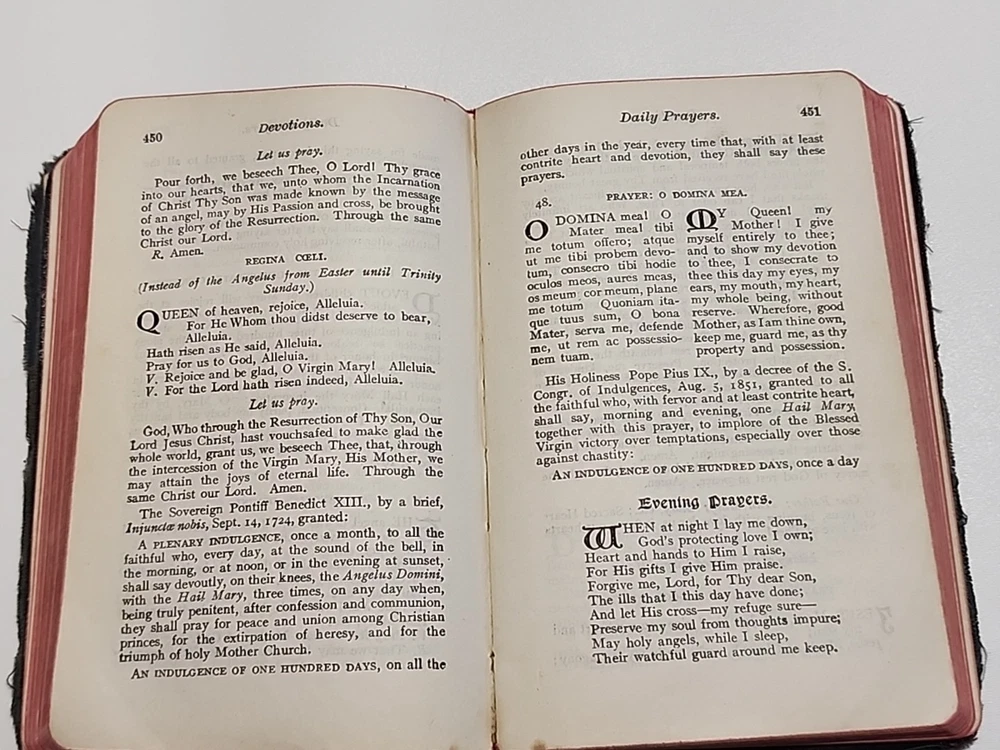 450
Devotions.
Let us pray.
Pour forth, we beseech Thee, O Lord! Thy grace
into our hearts, that we, unto whom the Incarnation
of Christ Thy Son was made known by the message
of an angel, may by His Passion and cross, be brought
to the glory of the Resurrection. Through the same
Christ our Lord.
R. Amen.
REGINA CŒLI.
(Instead of the Angelus from Easter until Trinity
Sunday.)
QUEEN of heaven, rejoice, Alleluia.
For He Whom thou didst deserve to bear,
Alleluia.
Hath risen as He said, Alleluia.
Pray for us to God, Alleluia.
V. Rejoice and be glad, O Virgin Mary! Alleluia.
V. For the Lord hath risen indeed, Alleluia.
Let us pray.
God, Who through the Resurrection of Thy Son, Our
Lord Jesus Christ, hast vouchsafed to make glad the
whole world, grant us, we beseech Thee, that, through
the intercession of the Virgin Mary, His Mother, we
may attain the joys of eternal life. Through the
same Christ our Lord. Amen.
The Sovereign Pontiff Benedict XIII., by a brief,
Injunctæ nobis, Sept. 14, 1724, granted:
A PLENARY INDULGENCE, once a month, to all the
faithful who, every day, at the sound of the bell, in
the morning, or at noon, or in the evening at sunset,
shall say devoutly, on their knees, the Angelus Domini,
with the Hail Mary, three times, on any day when,
being truly penitent, after confession and communion,
they shall pray for peace and union among Christian
princes, for the extirpation of heresy, and for the
triumph of holy Mother Church.
AN INDULGENCE OF ONE HUNDRED DAYS, on all the
Daily Prayers.
451
other days in the year, every time that, with at least
contrite heart and devotion, they shall say these
prayers.
48.
PRAYER: O DOMINA MEA.
O DOMINA mea! O
Mater mea! tibi
me totum offero; atque
ut me tibi probem devo-
tum, consecro tibi hodie
oculos meos, aures meas,
os meum cor meum, plane
me totum. Quoniam ita-
que tuus sum, O bona
Mater, serva me, defende
me, ut rem ac possessio-
nem tuam.
MY Queen! my
Mother! I give
myself entirely to thee;
and to show my devotion
to thee, I consecrate to
thee this day my eyes, my
ears, my mouth, my heart,
my whole being, without
reserve. Wherefore, good
Mother, as I am thine own,
keep me, guard me, as thy
property and possession.
His Holiness Pope Pius IX., by a decree of the S.
Congr. of Indulgences, Aug. 5, 1851, granted to all
the faithful who, with fervor and at least contrite heart,
shall say, morning and evening, one Hail Mary,
together with this prayer, to implore of the Blessed
Virgin victory over temptations, especially over those
against chastity:
AN INDULGENCE OF ONE HUNDRED DAYS, once a day
Evening Prayers.
WHEN at night I lay me down,
God's protecting love I own;
Heart and hands to Him I raise,
For His gifts I give Him praise.
Forgive me, Lord, for Thy dear Son,
The ills that I this day have done;
And let His cross—my refuge sure—
Preserve my soul from thoughts impure;
May holy angels, while I sleep,
Their watchful guard around me keep.